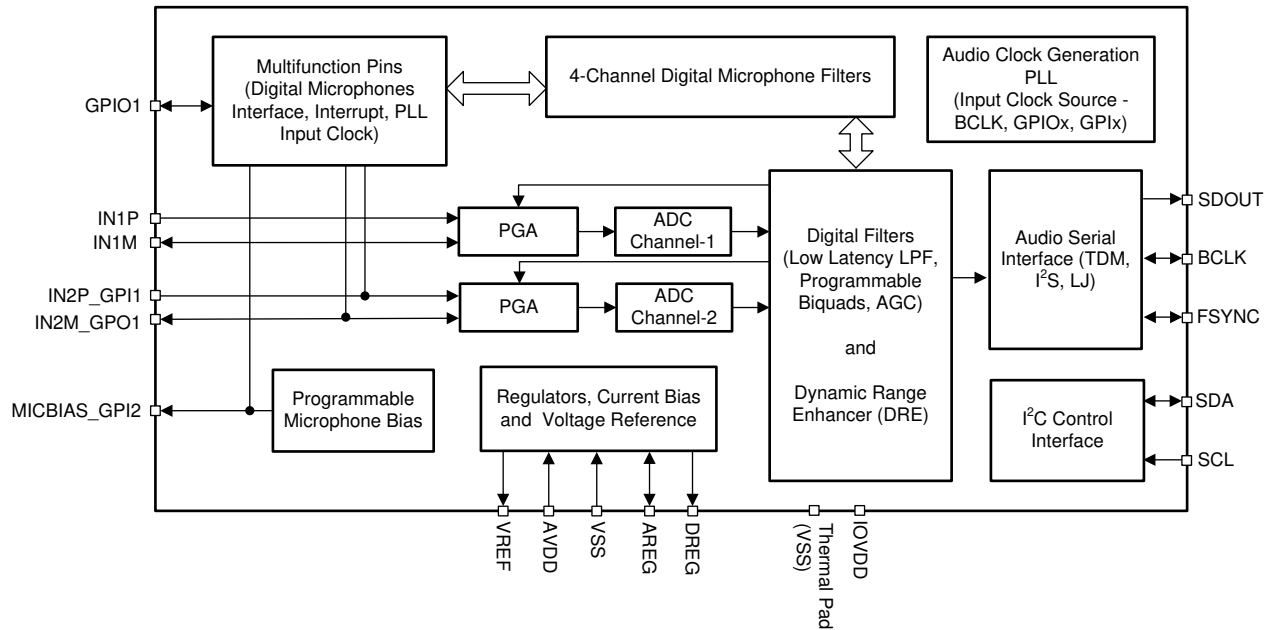 Multifunction Pins
(Digital Microphones
Interface, Interrupt, PLL
Input Clock)
4-Channel Digital Microphone Filters
Audio Clock Generation
PLL
(Input Clock Source -
BCLK, GPIOx, GPIx)
GPIO1
IN1P
IN1M
IN2P_GPI1
IN2M_GPO1
MICBIAS_GPI2
PGA
ADC
Channel-1
PGA
ADC
Channel-2
Digital Filters
(Low Latency LPF,
Programmable
Biquads, AGC)
and
Dynamic Range
Enhancer (DRE)
Audio Serial
Interface (TDM,
I²S, LJ)
SDOUT
BCLK
FSYNC
Programmable
Microphone Bias
Regulators, Current Bias
and Voltage Reference
I²C Control
Interface
SDA
SCL
VREF
AVDD
VSS
AREG
DREG
Thermal Pad
(VSS)
IOVDD